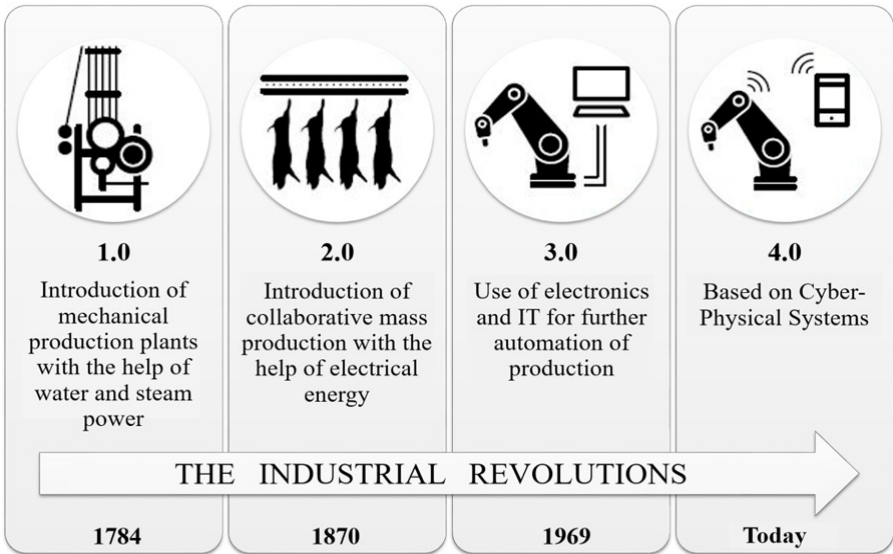 1.0
Introduction of
mechanical
production plants
with the help of
water and steam
power
2.0
Introduction of
collaborative mass
production with the
help of electrical
energy
3.0
Use of electronics
and IT for further
automation of
production
4.0
Based on Cyber-
Physical Systems
THE INDUSTRIAL REVOLUTIONS
1784
1870
1969
Today